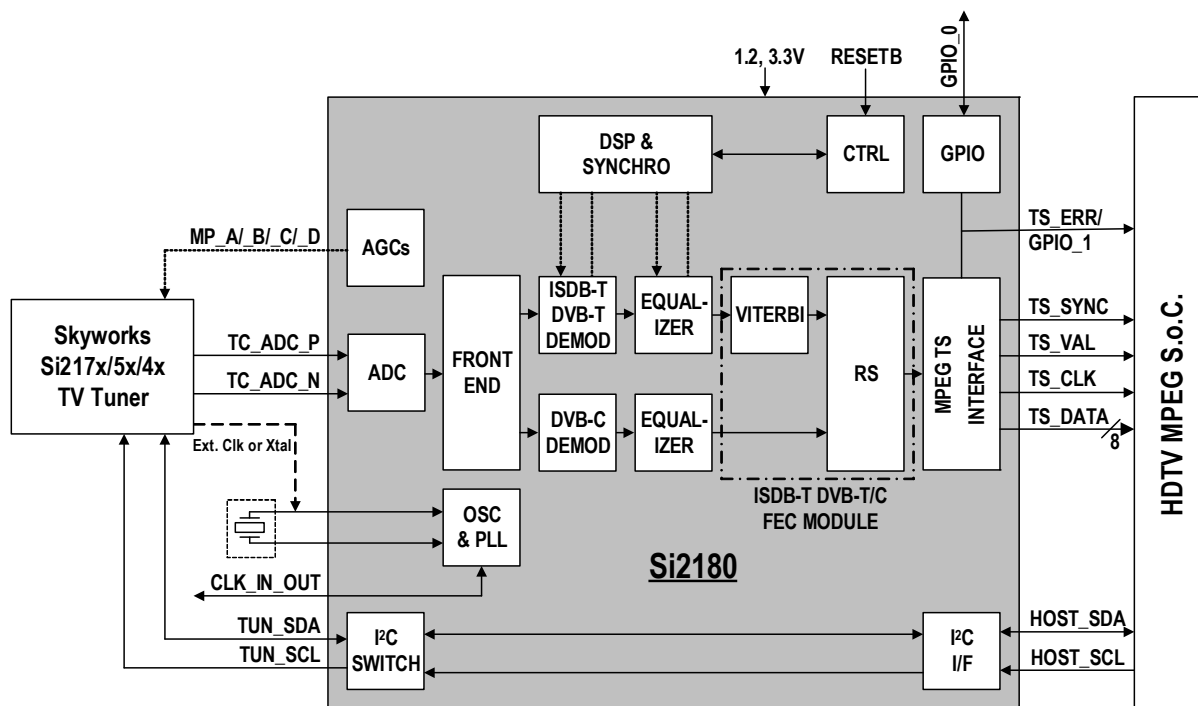 1.2, 3.3V
RESETB
GPIO_0
DSP &
SYNCHRO
CTRL
GPIO
MP_A/_B/_C/_D
AGCs
TS_ERR/
GPIO_1
Skyworks
Si217x/5x/4x
TV Tuner
TC_ADC_P
TC_ADC_N
ADC
FRONT
END
ISDB-T
DVB-T
DEMOD
EQUAL-
IZER
VITERBI
RS
MPEG TS
INTERFACE
TS_SYNC
TS_VAL
TS_CLK
TS_DATA
8
HDTV MPEG S.o.C.
DVB-C
DEMOD
EQUAL-
IZER
Ext. Clk or Xtal
ISDB-T DVB-T/C
FEC MODULE
OSC
& PLL
Si2180
CLK_IN_OUT
TUN_SDA
TUN_SCL
I²C
SWITCH
I²C
I/F
HOST_SDA
HOST_SCL